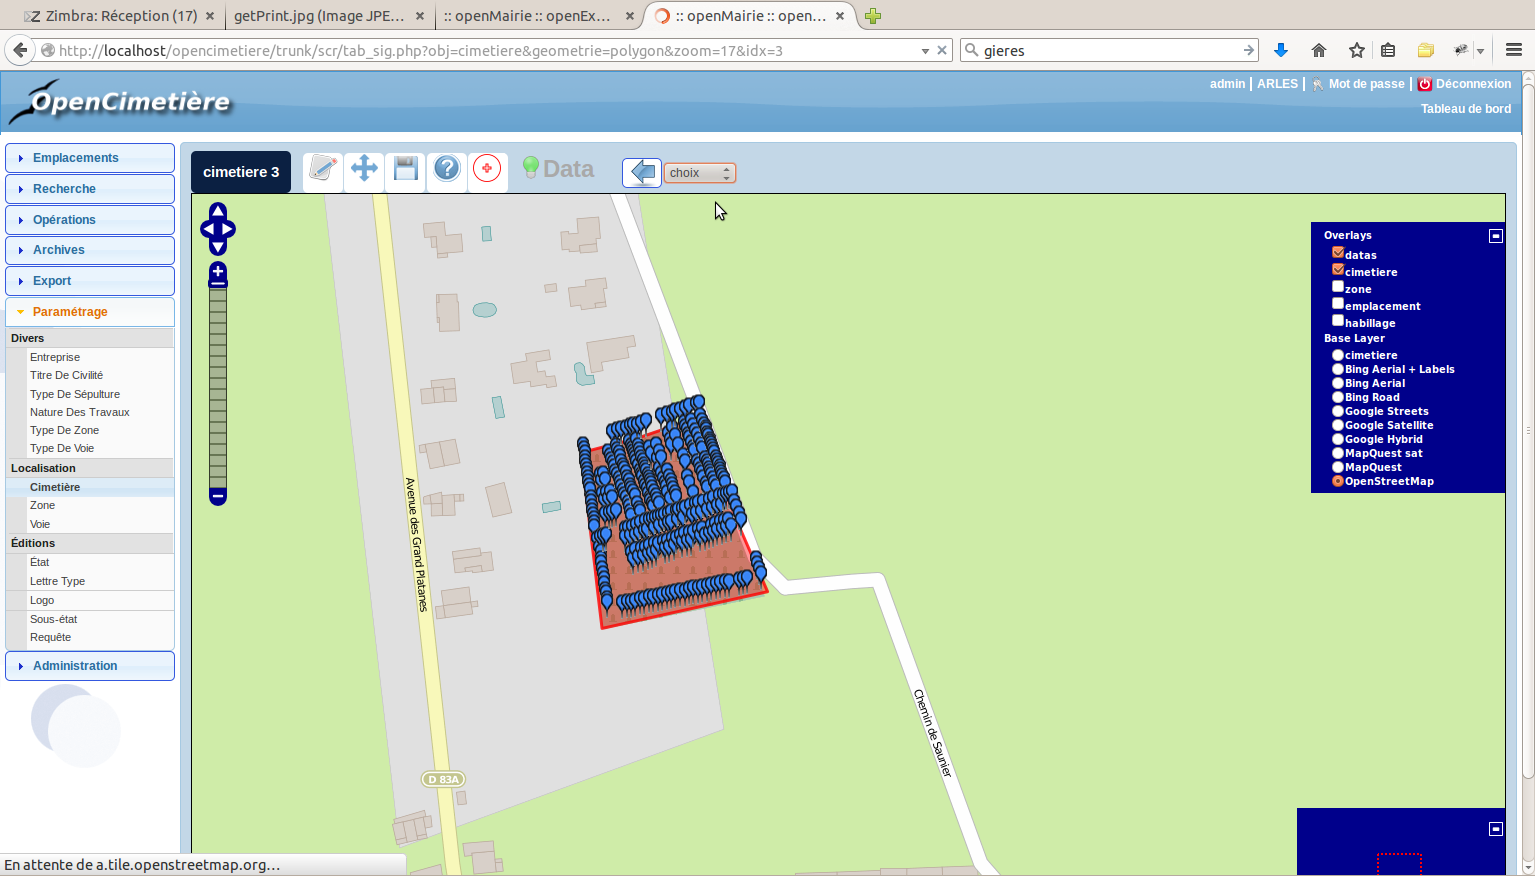 Zimbra: Réception (17)
getPrint.jpg (Image JPE...
:: openMairie :: openEx...
:: openMairie :: open...
http://localhost/opencimetiere/trunk/scr/tab_sig.php?obj=cimetiere&geometrie=polygon&zoom=17&idx=3
gieres
OpenCimetière
admin | ARLES | Mot de passe | Déconnexion
Tableau de bord
Emplacements
Recherche
Opérations
Archives
Export
Paramétrage
Divers
Entreprise
Titre De Civilité
Type De Sépulture
Nature Des Travaux
Type De Zone
Type De Voie
Localisation
Cimetière
Zone
Voie
Éditions
État
Lettre Type
Logo
Sous-état
Requête
Administration
cimetiere 3
Data
choix
Overlays
datas
cimetiere
zone
emplacement
habillage
Base Layer
cimetiere
Bing Aerial + Labels
Bing Aerial
Bing Road
Google Streets
Google Satellite
Google Hybrid
MapQuest sat
MapQuest
OpenStreetMap
Avenue des Grand Platanes
Chemin de Saunier
D 83A
En attente de a.tile.openstreetmap.org...